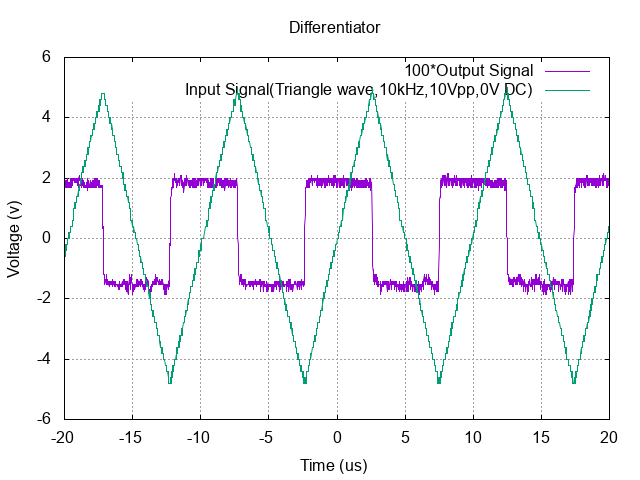 Differentiator
100*Output Signal
Input Signal(Triangle wave,10kHz,10Vpp,0V DC)
6
4
2
0
-2
-4
-6
Voltage (v)
-20 -15 -10 -5 0 5 10 15 20
Time (us)